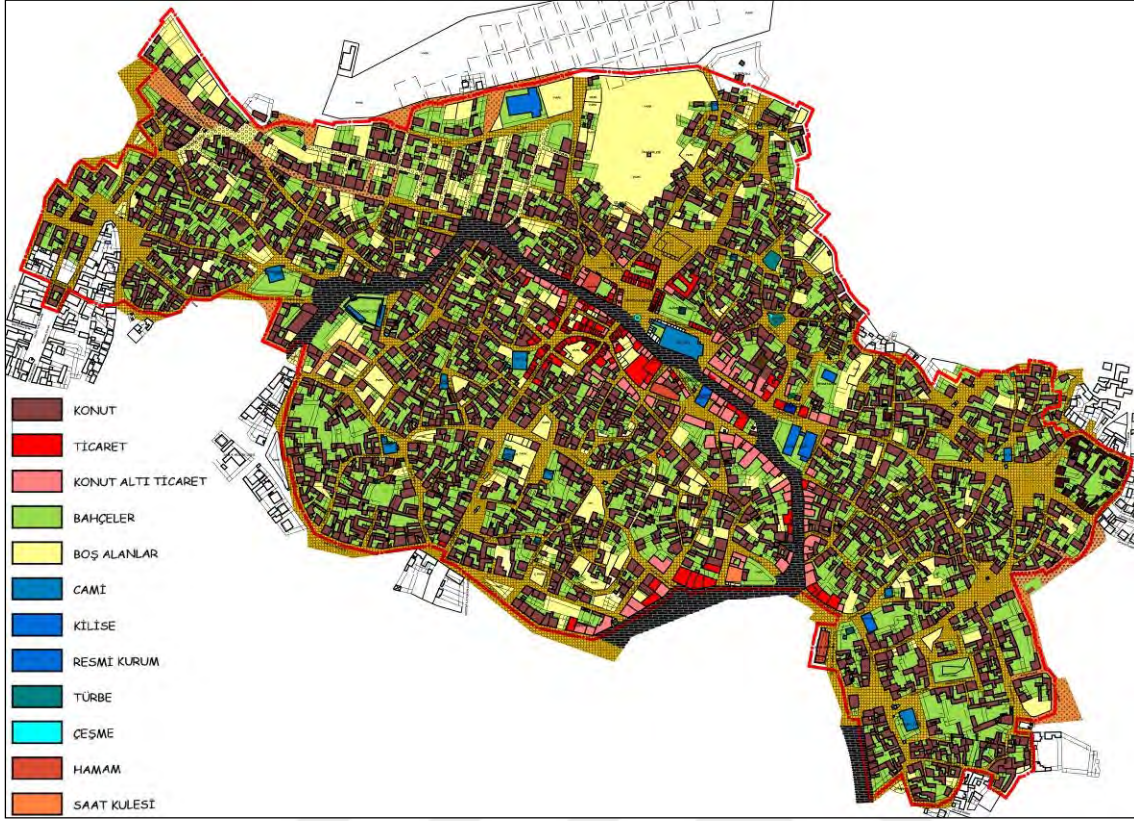 KONUT
TİCARET
KONUT ALTI TİCARET
BAHÇELER
BOŞ ALANLAR
CAMİ
KİLİSE
RESMİ KURUM
TÜRBE
ÇEŞME
HAMAM
SAAT KULESİ